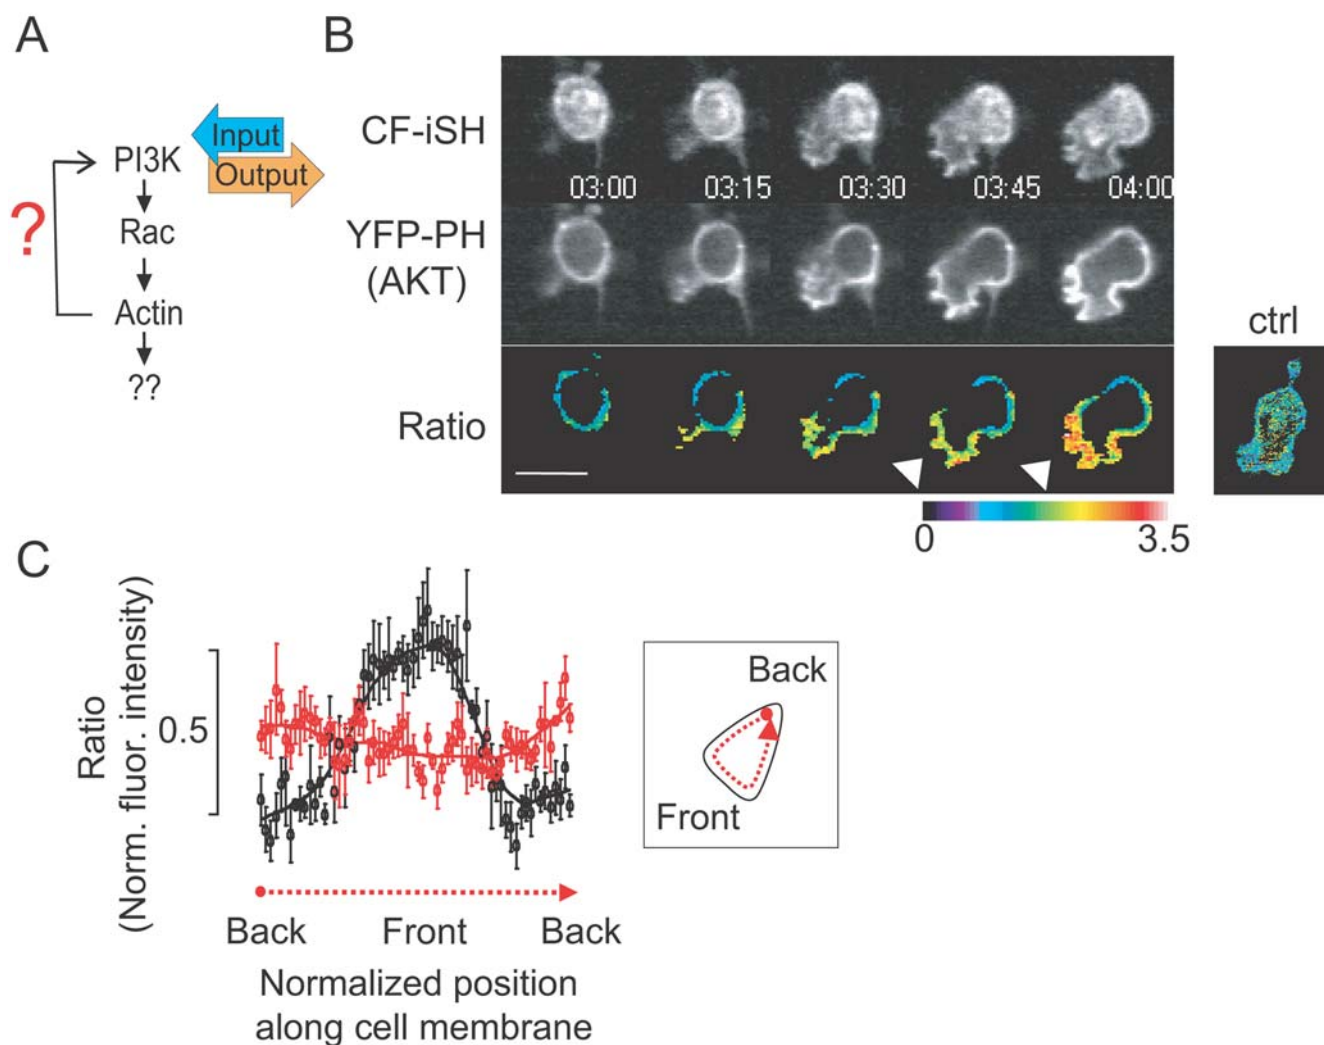 A
Input
PI3K
Output
?
Rac
Actin
??
B
CF-iSH
03:00
03:15
03:30
03:45
04:00
YFP-PH
(AKT)
ctrl
Ratio
0
3.5
C
Ratio
(Norm. fluor. intensity)
0.5
Back
Front
Back
Normalized position
along cell membrane
Back
Front